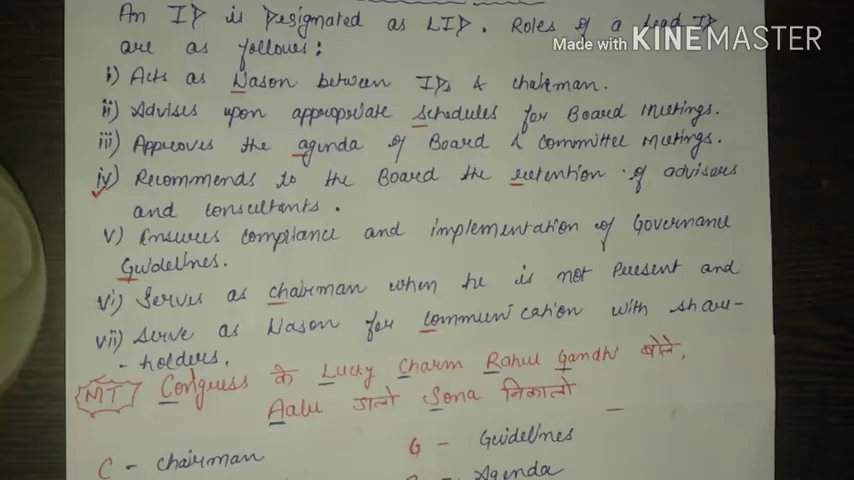 An ID is Designated as LID. Roles of a Lead ID
are as follows:
Made with KINEMASTER
i) Acts as Liason between IDs & Chairman.
ii) Advises upon appropriate schedules for Board Meetings.
iii) Approves the agenda of Board & Committee Meetings.
iv) Recommends to the Board the retention of advisors
and consultants.
v) Ensures compliance and implementation of Governance
Guidelines.
vi) Serves as chairman when he is not Present and
vii) Serve as Liason for communication with share-
-holders.
MT Congress के Lucky Charm Rahul Gandhi बोले,
Aalu डालो Sona निकालो
C - Chairman
G - Guidelines
Agenda